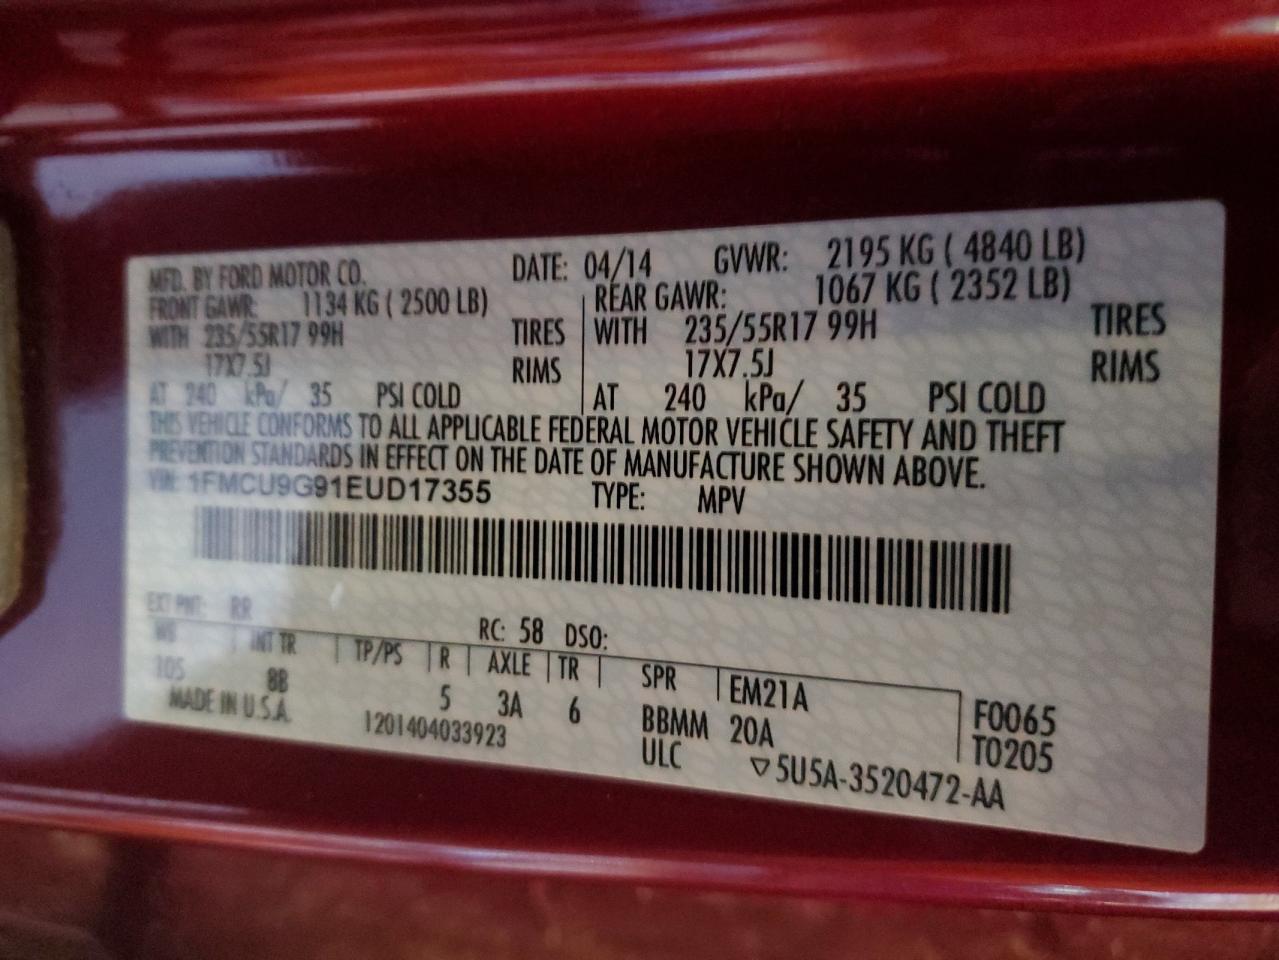 MFD. BY FORD MOTOR CO. DATE: 04/14 GVWR: 2195 KG ( 4840 LB)
FRONT GAWR: 1134 KG ( 2500 LB) REAR GAWR: 1067 KG ( 2352 LB)
WITH 235/55R17 99H TIRES WITH 235/55R17 99H TIRES
17X7.5J RIMS 17X7.5J RIMS
AT 240 kPa/ 35 PSI COLD AT 240 kPa/ 35 PSI COLD
THIS VEHICLE CONFORMS TO ALL APPLICABLE FEDERAL MOTOR VEHICLE SAFETY AND THEFT
PREVENTION STANDARDS IN EFFECT ON THE DATE OF MANUFACTURE SHOWN ABOVE.
VIN: 1FMCU9G91EUD17355 TYPE: MPV
EXT PNT: RR RC: 58 DSO:
WB INT TR TP/PS R AXLE TR SPR EM21A
105 8B 5 3A 6 BBMM 20A F0065
MADE IN U.S.A. 1201404033923 ULC T0205
▽5U5A-3520472-AA